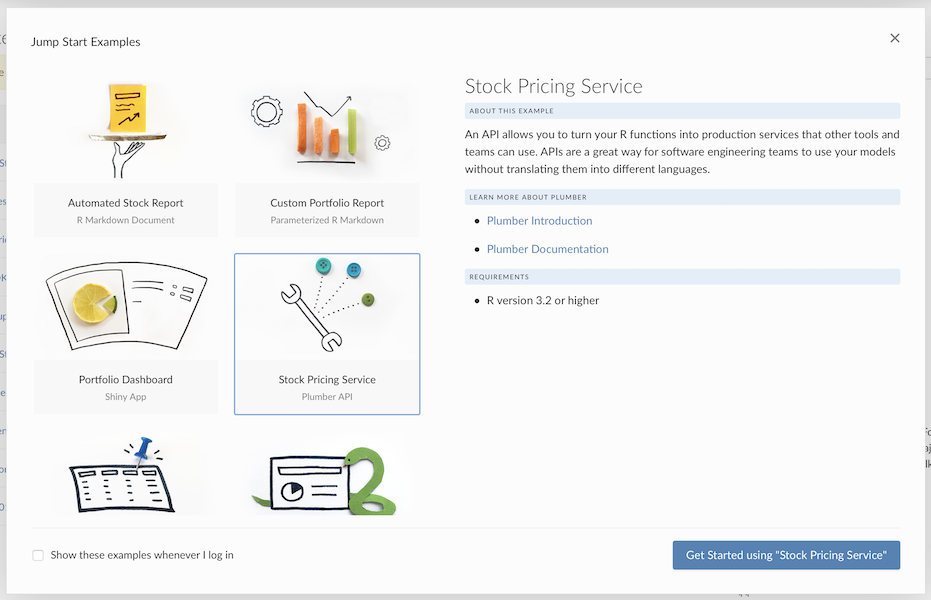 Jump Start Examples
Automated Stock Report
R Markdown Document
Custom Portfolio Report
Parameterized R Markdown
Portfolio Dashboard
Shiny App
Stock Pricing Service
Plumber API
Stock Pricing Service
ABOUT THIS EXAMPLE
An API allows you to turn your R functions into production services that other tools and
teams can use. APIs are a great way for software engineering teams to use your models
without translating them into different languages.
LEARN MORE ABOUT PLUMBER
Plumber Introduction
Plumber Documentation
REQUIREMENTS
R version 3.2 or higher
Show these examples whenever I log in
Get Started using "Stock Pricing Service"